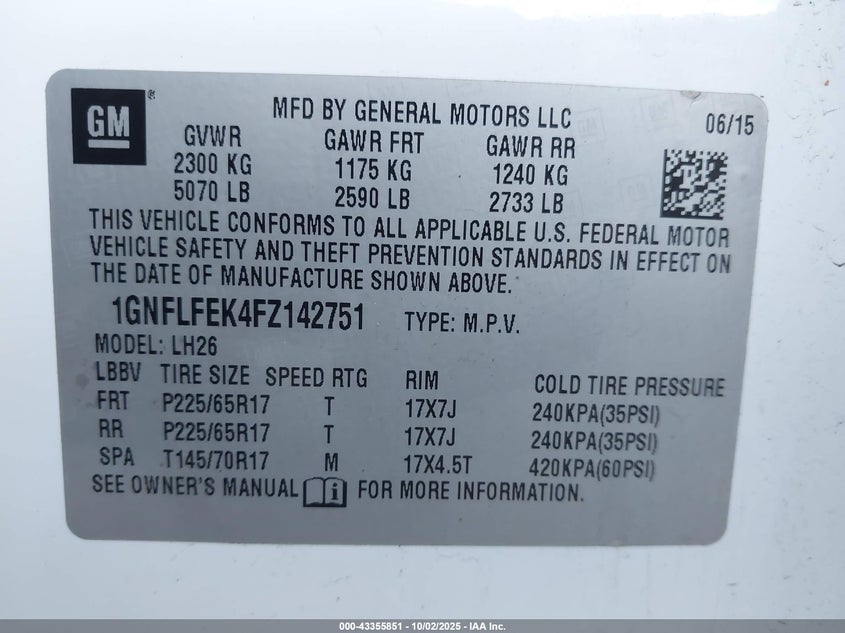 GM®
MFD BY GENERAL MOTORS LLC
06/15
GVWR GAWR FRT GAWR RR
2300 KG 1175 KG 1240 KG
5070 LB 2590 LB 2733 LB
THIS VEHICLE CONFORMS TO ALL APPLICABLE U.S. FEDERAL MOTOR
VEHICLE SAFETY AND THEFT PREVENTION STANDARDS IN EFFECT ON
THE DATE OF MANUFACTURE SHOWN ABOVE.
1GNFLFEK4FZ142751 TYPE: M.P.V.
MODEL: LH26
LBBV TIRE SIZE SPEED RTG RIM COLD TIRE PRESSURE
FRT P225/65R17 T 17X7J 240KPA(35PSI)
RR P225/65R17 T 17X7J 240KPA(35PSI)
SPA T145/70R17 M 17X4.5T 420KPA(60PSI)
SEE OWNER'S MANUAL i FOR MORE INFORMATION.
000-43355851 - 10/02/2025 - IAA Inc.